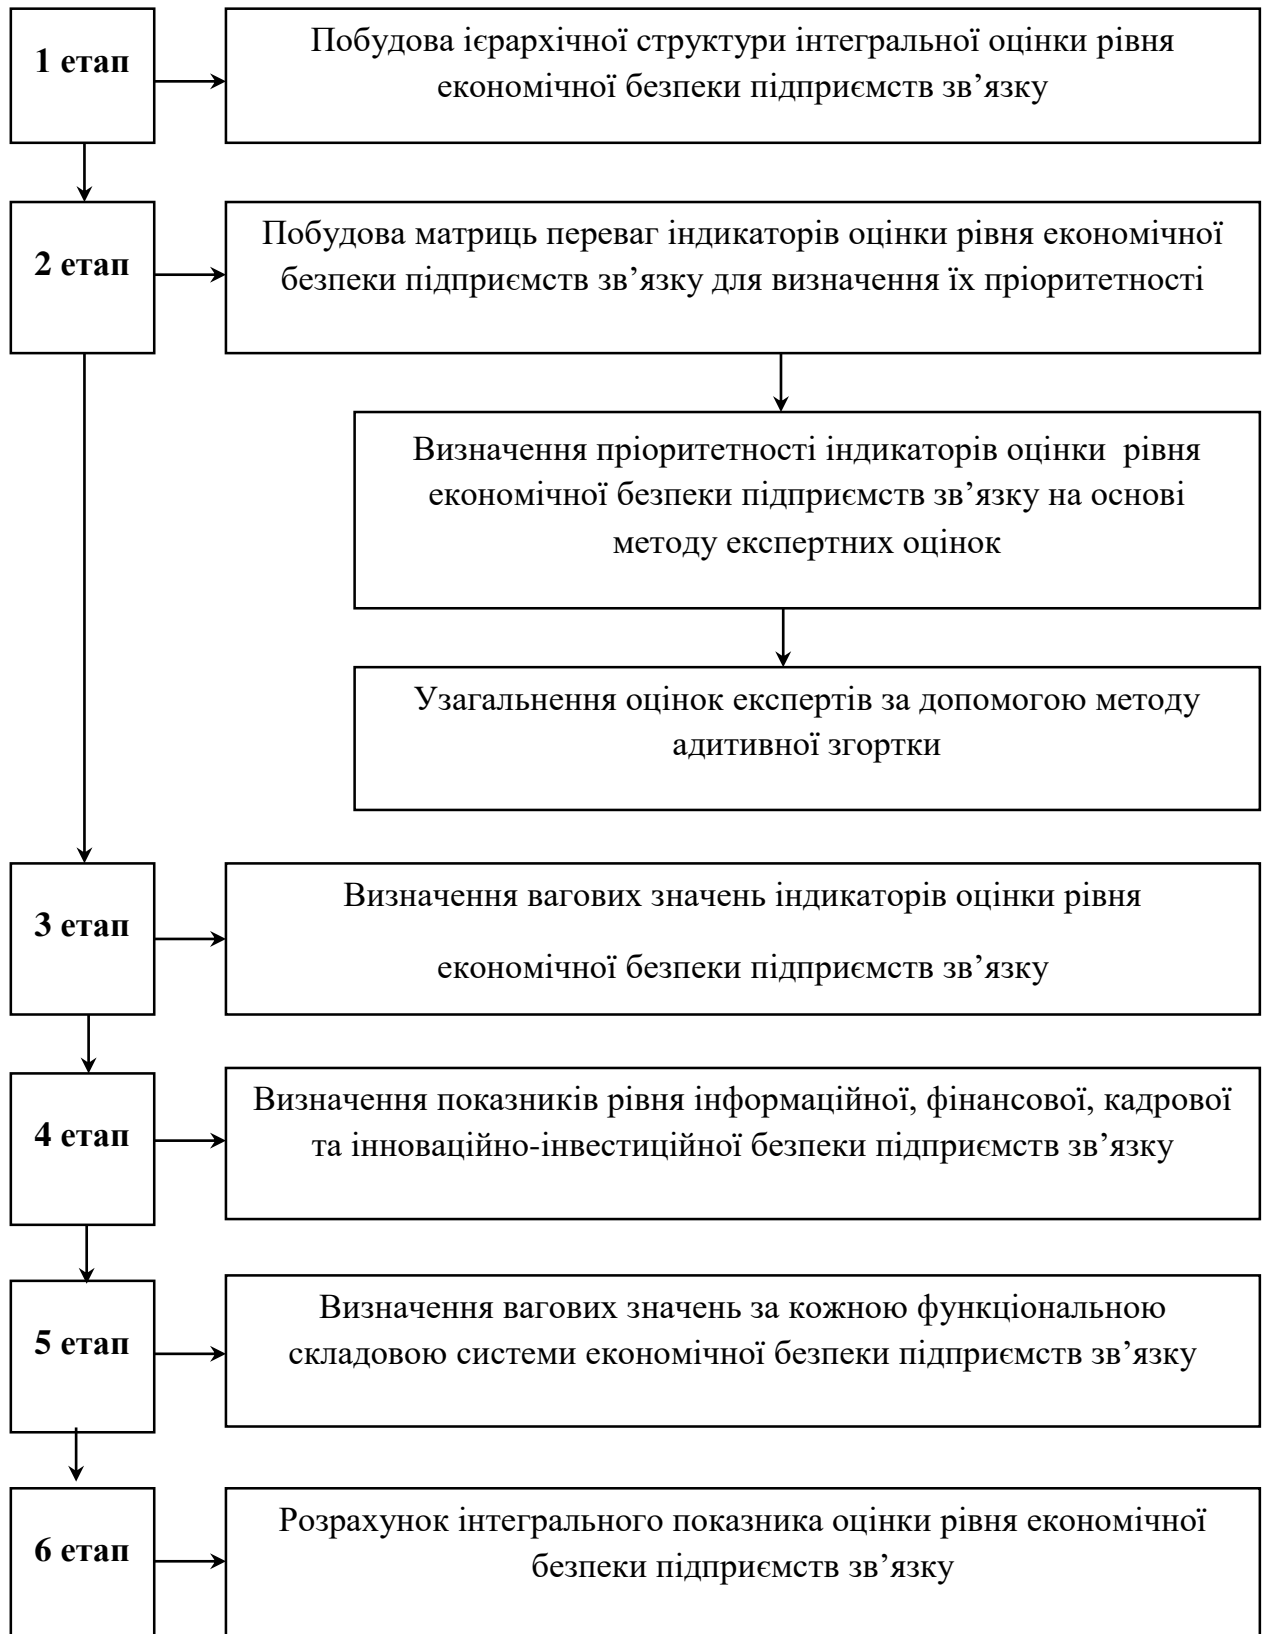 1 етап
Побудова ієрархічної структури інтегральної оцінки рівня
економічної безпеки підприємств зв’язку
2 етап
Побудова матриць переваг індикаторів оцінки рівня економічної
безпеки підприємств зв’язку для визначення їх пріоритетності
Визначення пріоритетності індикаторів оцінки рівня
економічної безпеки підприємств зв’язку на основі
методу експертних оцінок
Узагальнення оцінок експертів за допомогою методу
адитивної згортки
3 етап
Визначення вагових значень індикаторів оцінки рівня
економічної безпеки підприємств зв’язку
4 етап
Визначення показників рівня інформаційної, фінансової, кадрової
та інноваційно-інвестиційної безпеки підприємств зв’язку
5 етап
Визначення вагових значень за кожною функціональною
складовою системи економічної безпеки підприємств зв’язку
6 етап
Розрахунок інтегрального показника оцінки рівня економічної
безпеки підприємств зв’язку